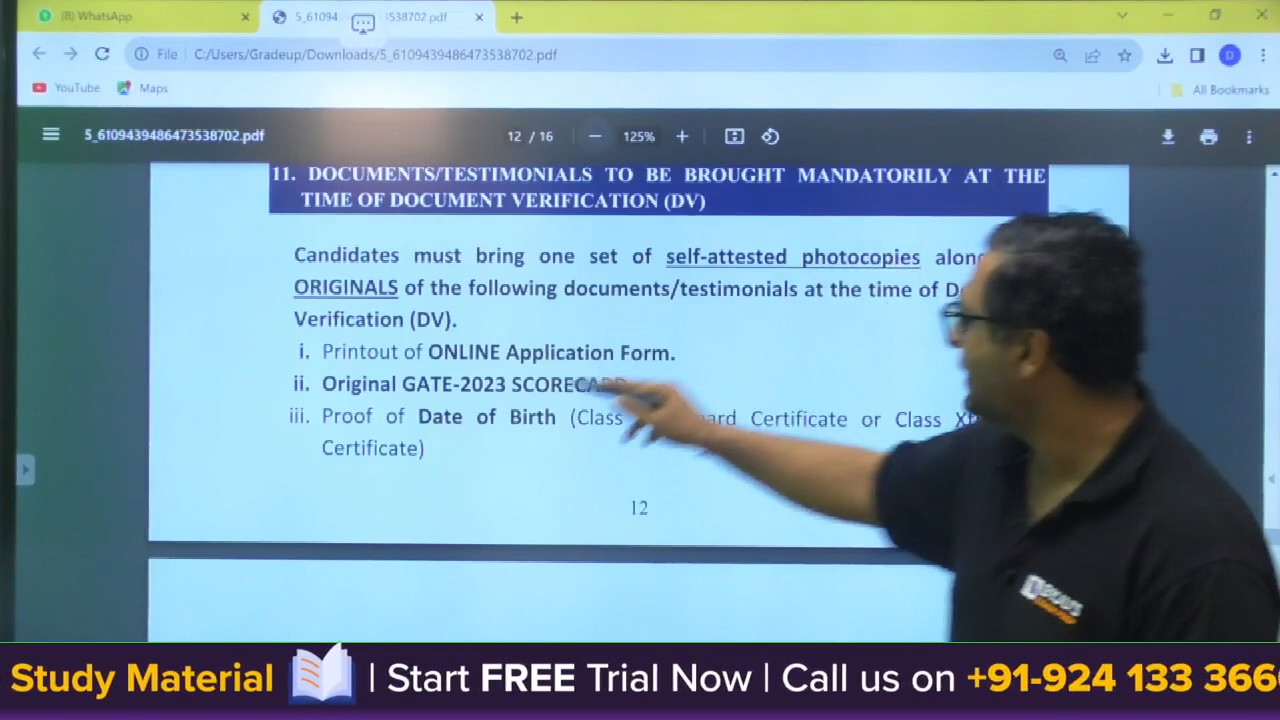 (8) WhatsApp
5_61094 38702.pdf
File C:/Users/Gradeup/Downloads/5_6109439486473538702.pdf
D
YouTube Maps All Bookmarks
5_6109439486473538702.pdf 12 / 16 125%
11. DOCUMENTS/TESTIMONIALS TO BE BROUGHT MANDATORILY AT THE
TIME OF DOCUMENT VERIFICATION (DV)
Candidates must bring one set of self-attested photocopies
ORIGINALS of the following documents/testimonials at the time of
Verification (DV).
i. Printout of ONLINE Application Form.
ii. Original GATE-2023 SCORECARD
iii. Proof of Date of Birth (Class Certificate or Class
Certificate)
12
Study Material | Start FREE Trial Now | Call us on +91-924 133 366